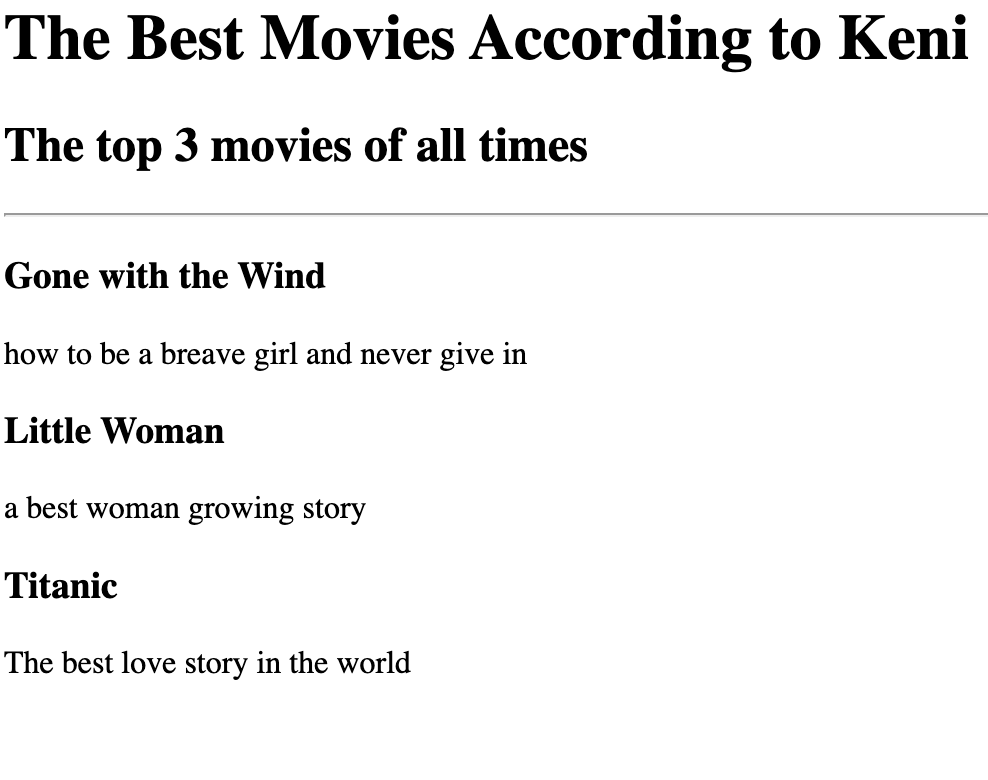 The Best Movies According to Keni
The top 3 movies of all times
Gone with the Wind
how to be a breave girl and never give in
Little Woman
a best woman growing story
Titanic
The best love story in the world